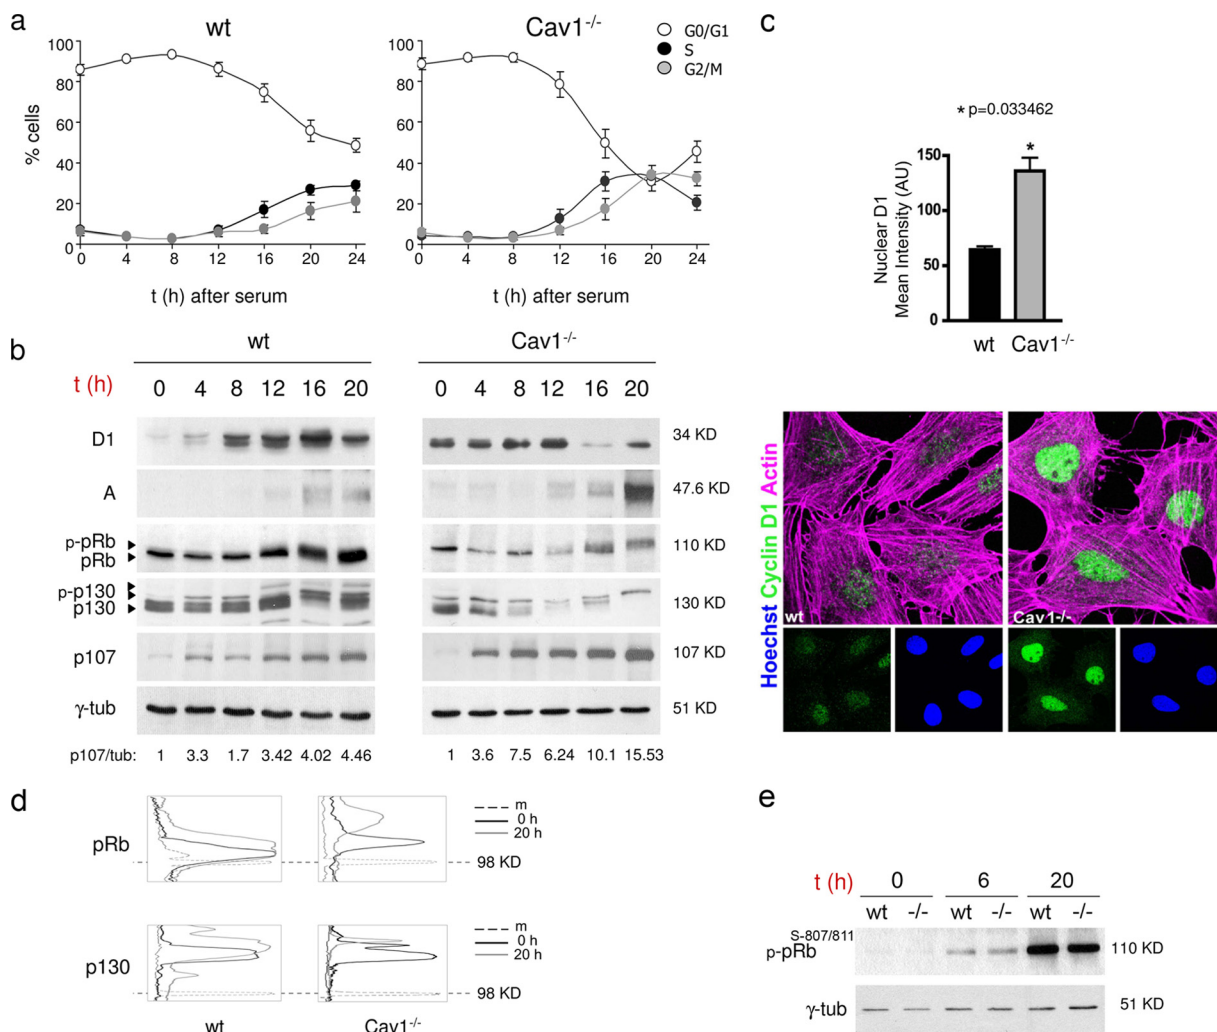 a
wt
Cav1-/-
G0/G1
S
G2/M
% cells
100
80
60
40
20
0
0 4 8 12 16 20 24
t (h) after serum
100
80
60
40
20
0
0 4 8 12 16 20 24
t (h) after serum
c
* p=0.033462
*
Nuclear D1
Mean Intensity (AU)
150
100
50
0
wt Cav1-/-
b
wt
Cav1-/-
t (h) 0 4 8 12 16 20 0 4 8 12 16 20
D1 34 KD
A 47.6 KD
p-pRb
pRb 110 KD
p-p130
p130 130 KD
p107 107 KD
γ-tub 51 KD
p107/tub: 1 3.3 1.7 3.42 4.02 4.46 1 3.6 7.5 6.24 10.1 15.53
Hoechst Cyclin D1 Actin
wt
Cav1-/-
d
pRb
m
0 h
20 h
98 KD
p130
m
0 h
20 h
98 KD
wt Cav1-/-
e
t (h) 0 6 20
wt -/- wt -/- wt -/-
p-pRb S-807/811 110 KD
γ-tub 51 KD